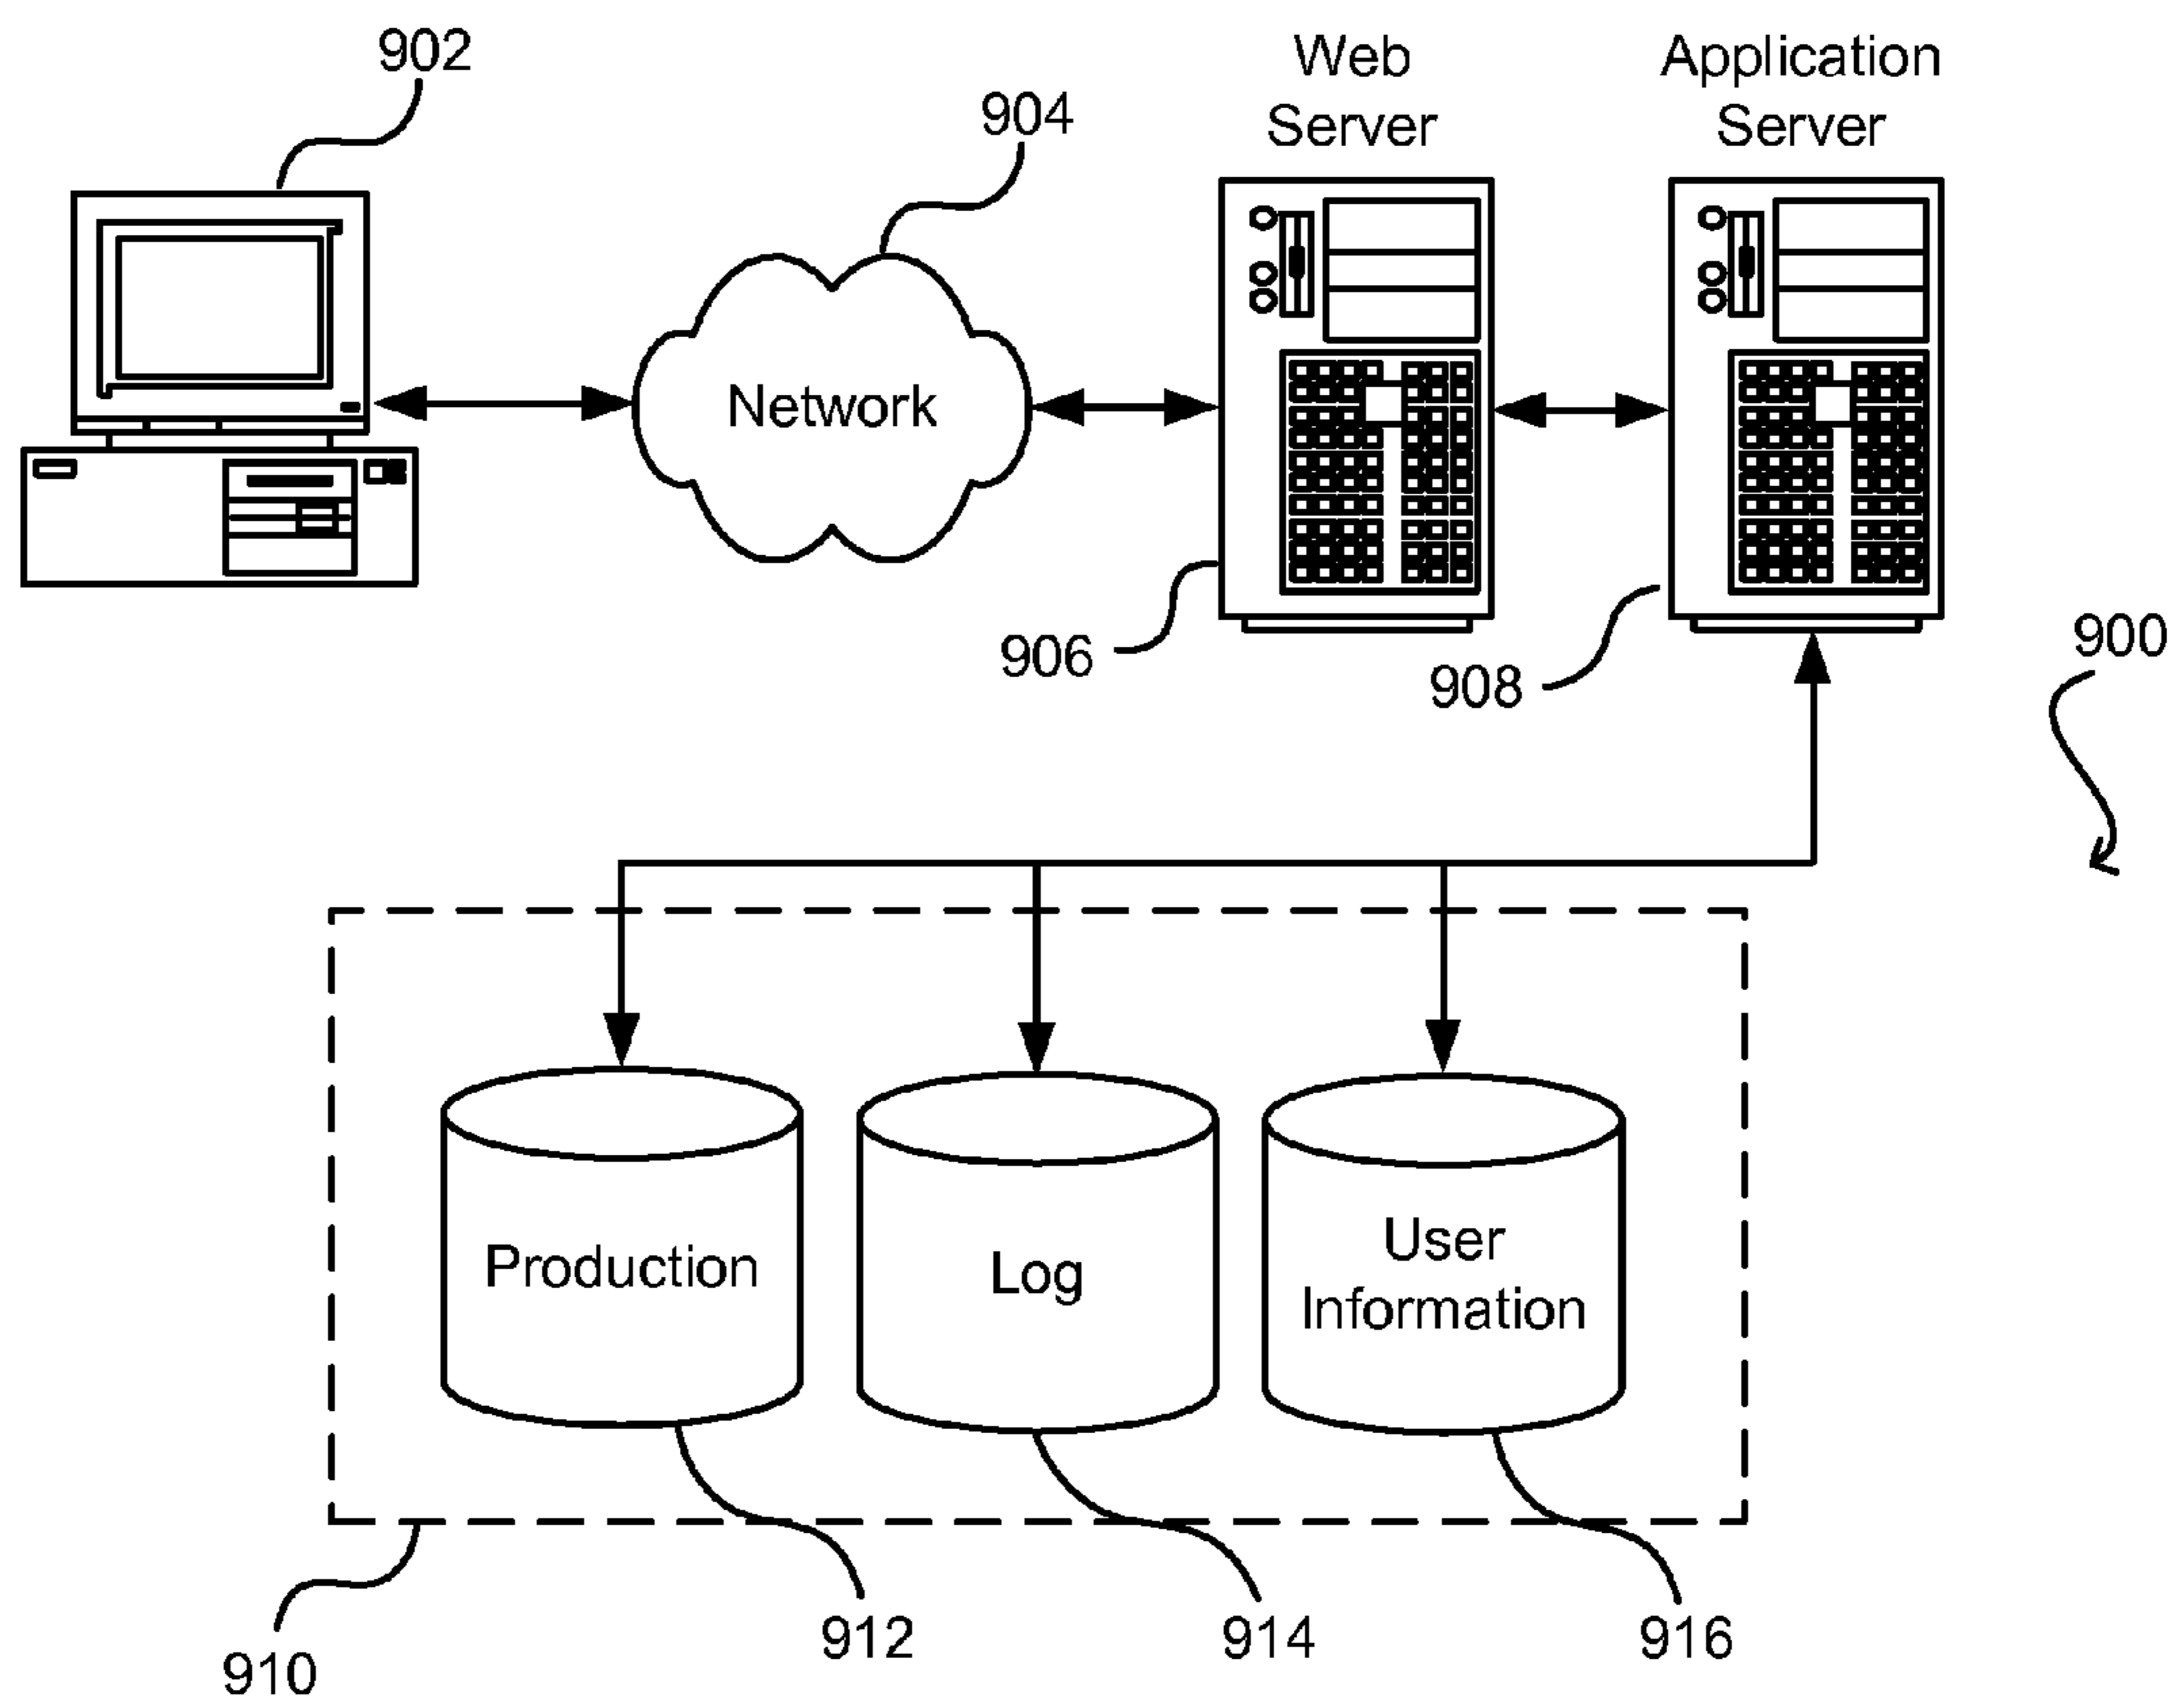 902
904
Web
Server
Application
Server
Network
906
908
900
Production
Log
User
Information
910
912
914
916